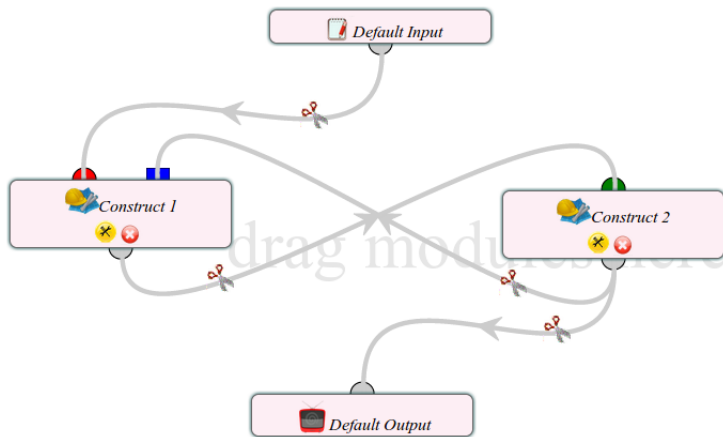 Default Input
Construct 1
Construct 2
drag modules here
Default Output